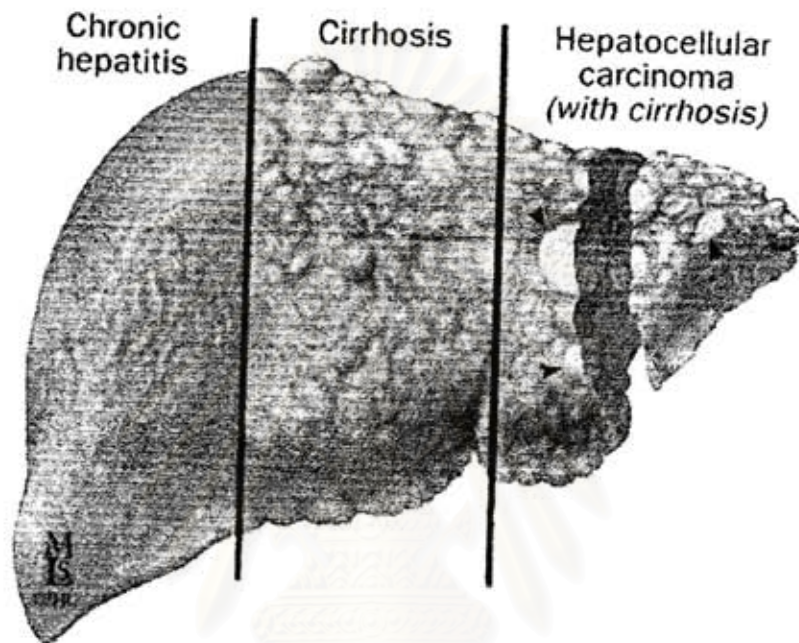 Chronic
hepatitis
Cirrhosis
Hepatocellular
carcinoma
(with cirrhosis)